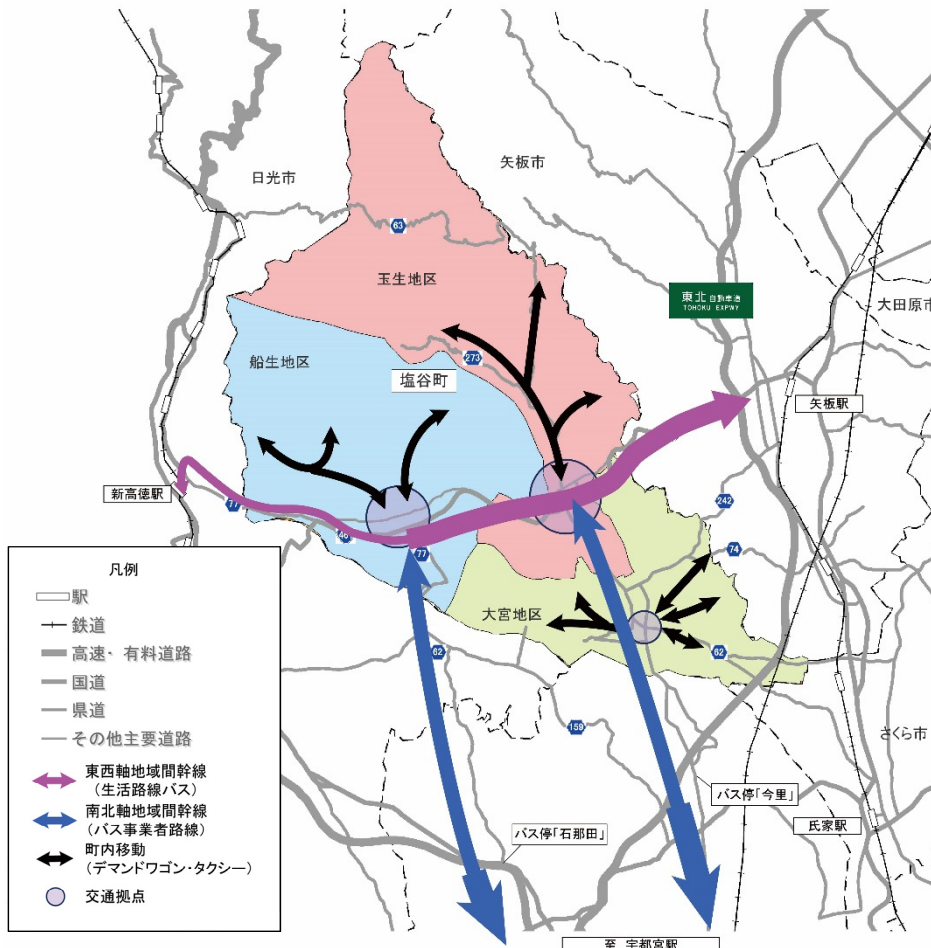 日光市
矢板市
63
玉生地区
東北自動車道
TOHOKU EXPWY
大田原市
船生地区
273
塩谷町
矢板駅
新高徳駅
77
46
77
242
74
大宮地区
62
62
159
さくら市
バス停「今里」
バス停「石那田」
氏家駅
至 宇都宮駅
凡例
駅
鉄道
高速・有料道路
国道
県道
その他主要道路
東西軸地域間幹線
(生活路線バス)
南北軸地域間幹線
(バス事業者路線)
町内移動
(デマンドワゴン・タクシー)
交通拠点